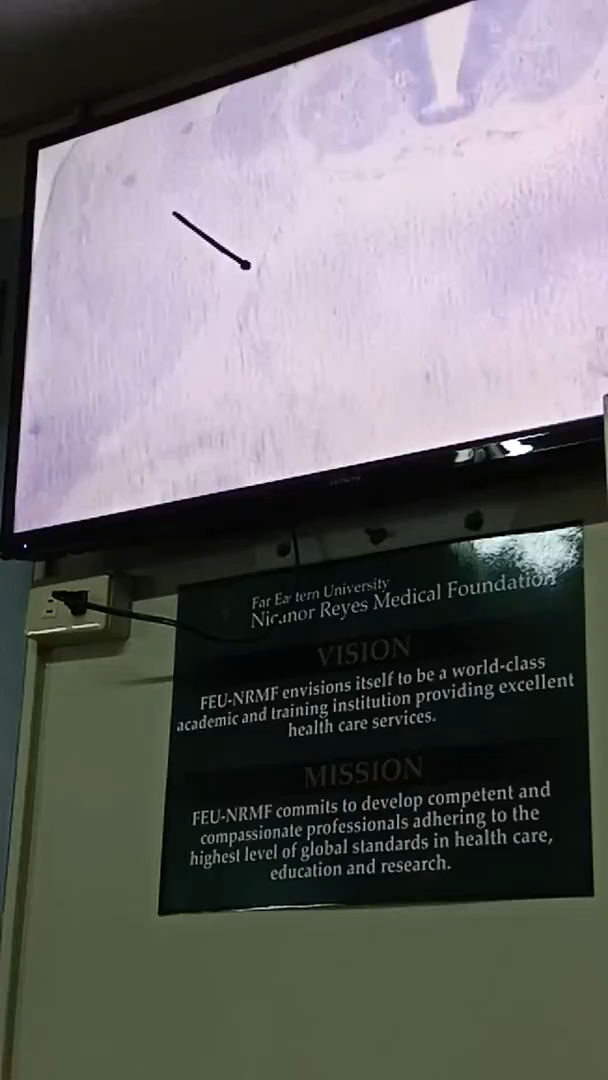 Far Eastern University
Nicanor Reyes Medical Foundation
VISION
FEU-NRMF envisions itself to be a world-class
academic and training institution providing excellent
health care services.
MISSION
FEU-NRMF commits to develop competent and
compassionate professionals adhering to the
highest level of global standards in health care,
education and research.